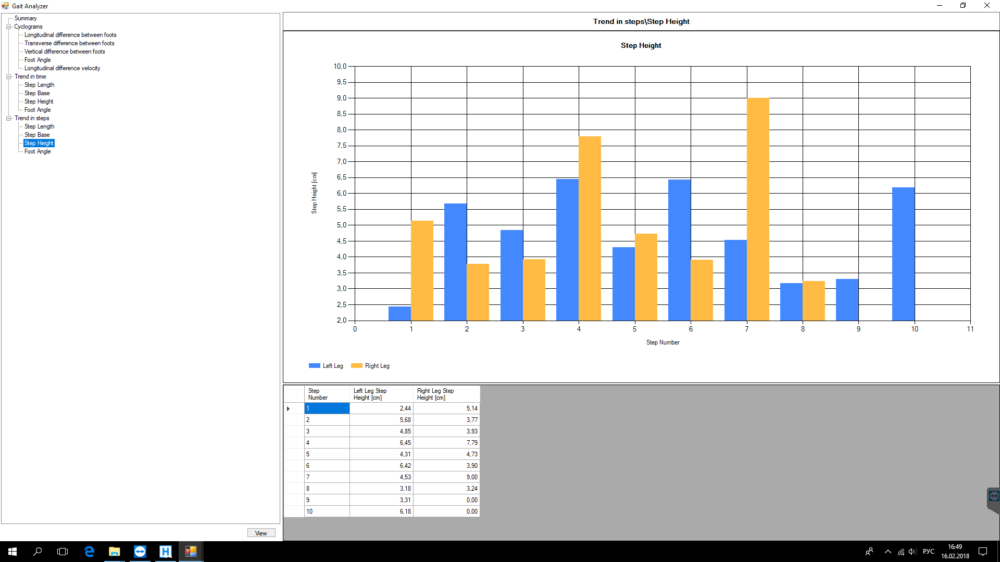 Gait Analyzer
Summary
Cyclograms
Longitudinal difference between foots
Transverse difference between foots
Vertical difference between foots
Foot Angle
Longitudinal difference velocity
Trend in time
Step Length
Step Base
Step Height
Foot Angle
Trend in steps
Step Length
Step Base
Step Height
Foot Angle
View
Trend in steps\Step Height
Step Height
Step Height [cm]
10,0
9,5
9,0
8,5
8,0
7,5
7,0
6,5
6,0
5,5
5,0
4,5
4,0
3,5
3,0
2,5
2,0
0 1 2 3 4 5 6 7 8 9 10 11
Step Number
Left Leg Right Leg
Step Number Left Leg Step Height [cm] Right Leg Step Height [cm]
1 2,44 5,14
2 5,68 3,77
3 4,85 3,93
4 6,45 7,79
5 4,31 4,73
6 6,42 3,90
7 4,53 9,00
8 3,18 3,24
9 3,31 0,00
10 6,18 0,00
H
РУС
16:49
16.02.2018